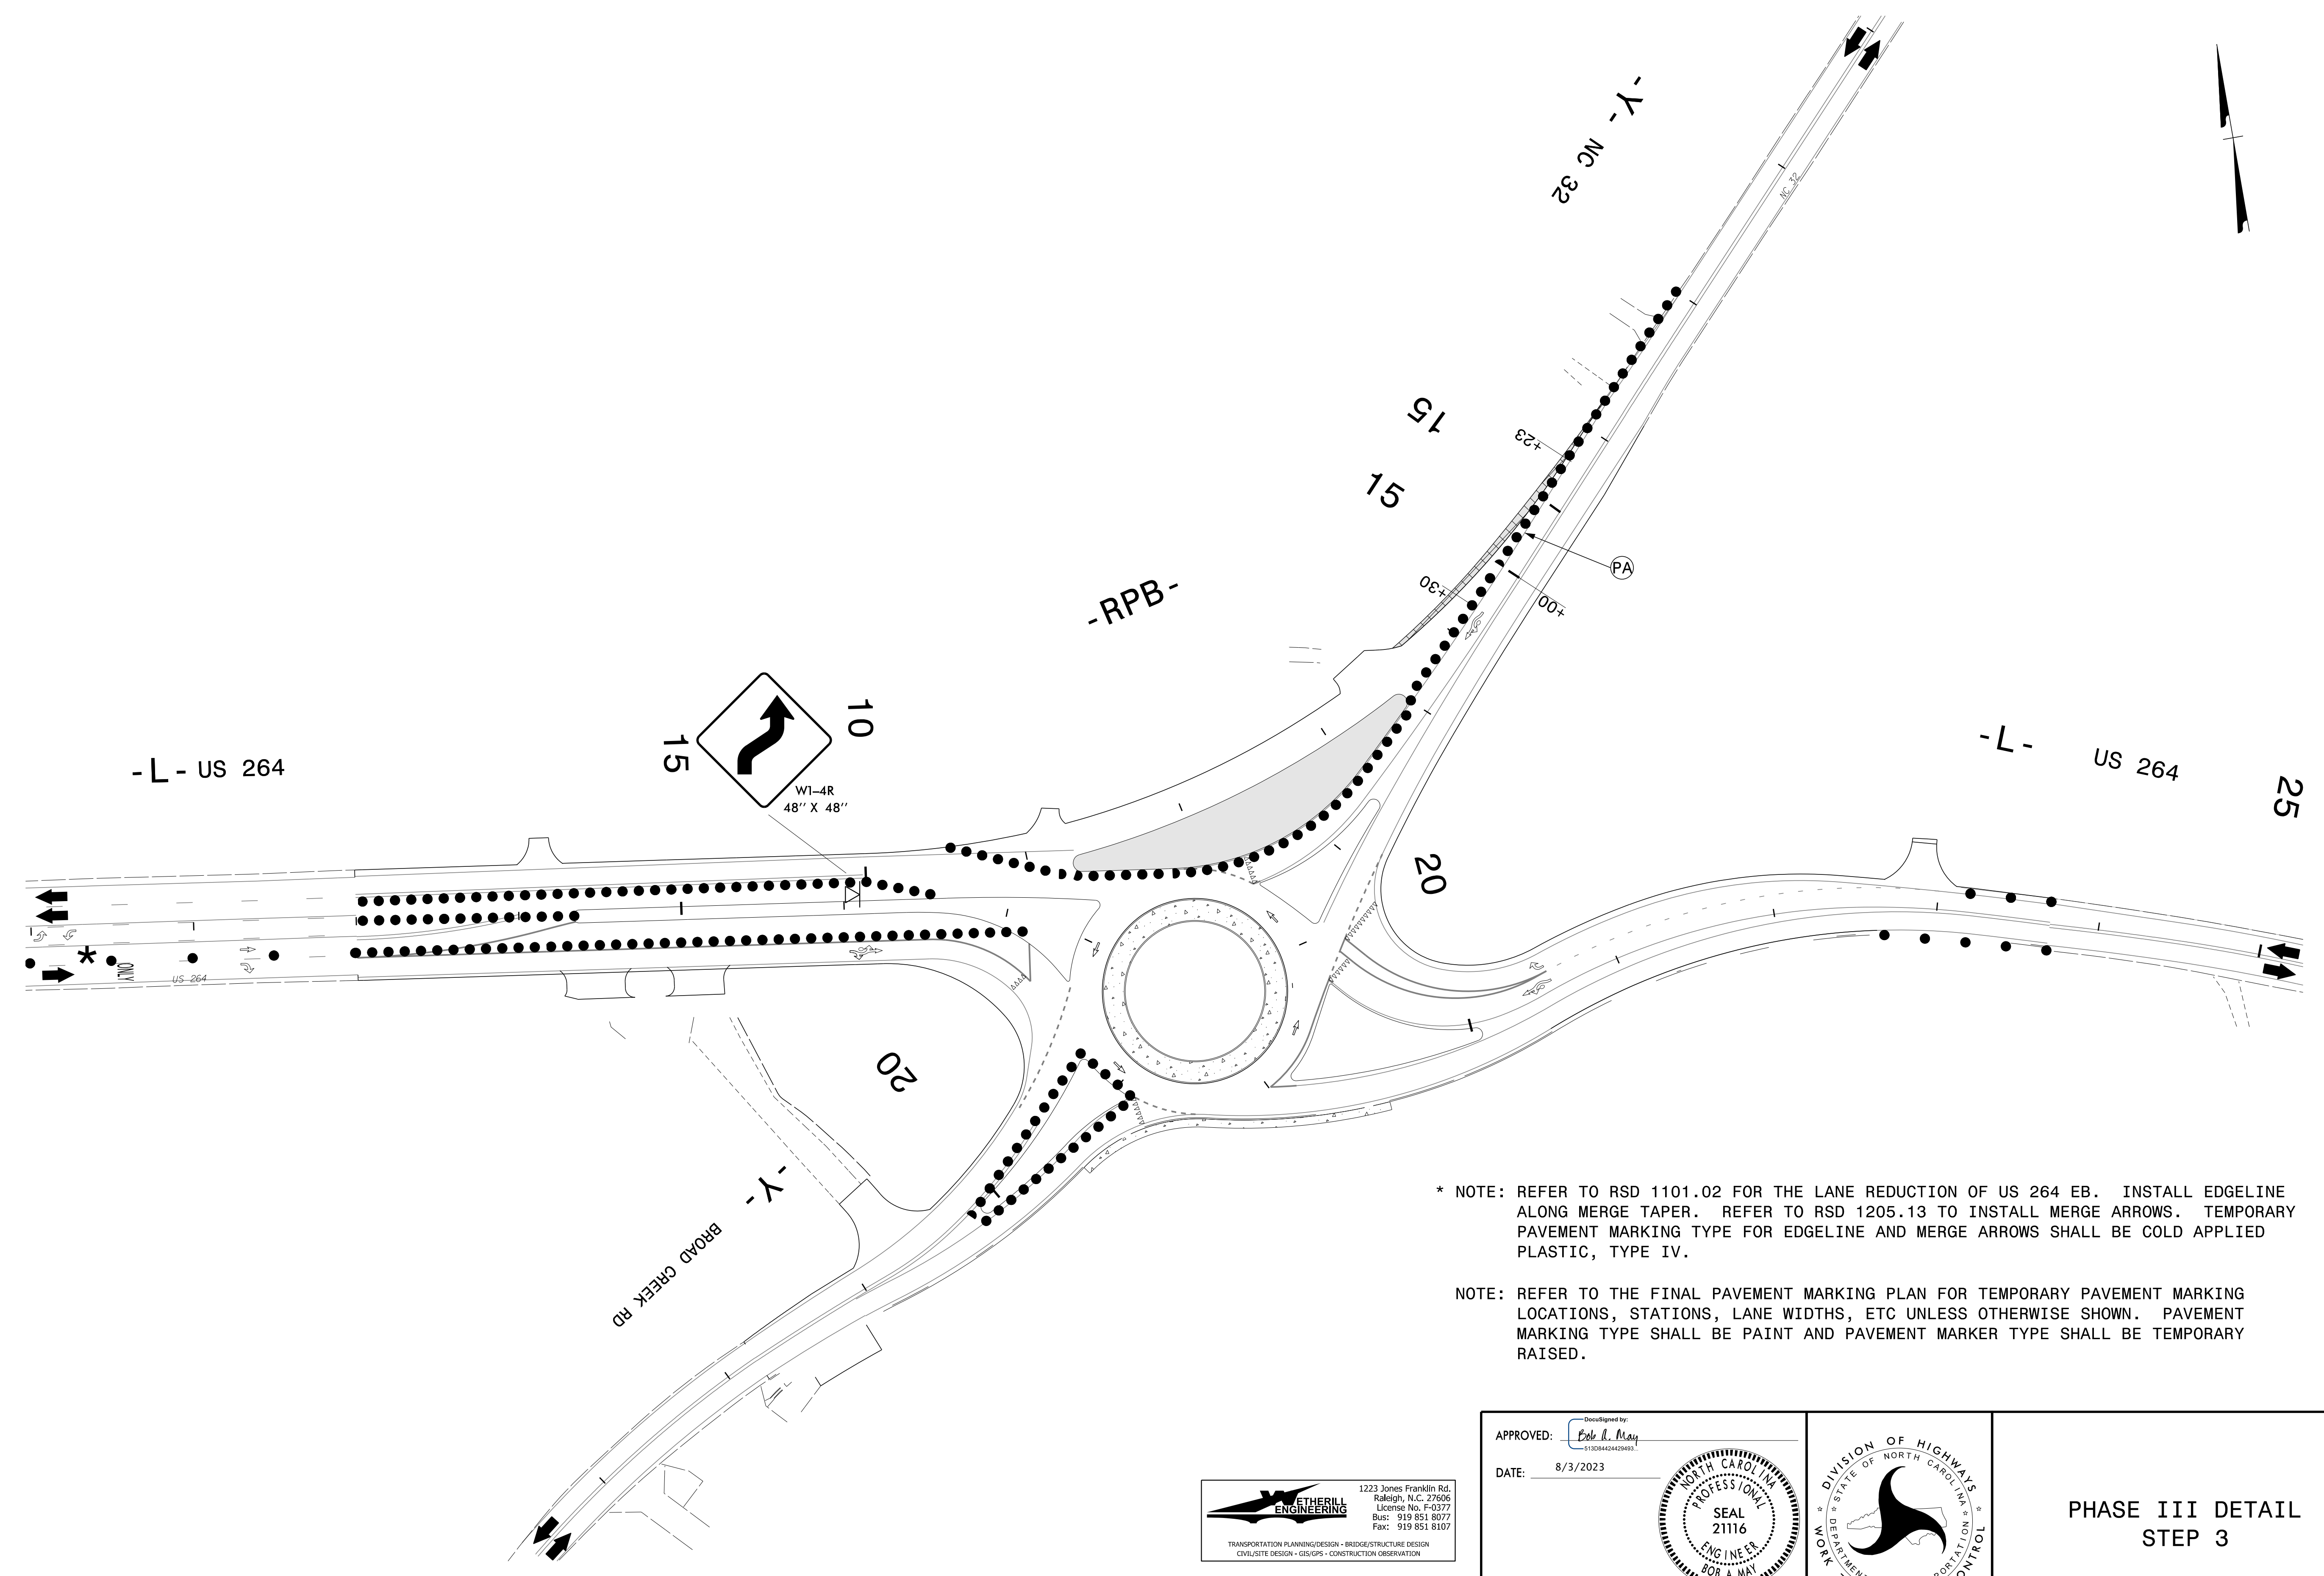 -Y- NC 32
NC 32
15
15
+23
PA
+30
+00
-RPB-
10
15
W1-4R
48'' X 48''
-L- US 264
-L- US 264
25
20
*
ONLY
US 264
20
-Y-
BROAD CREEK RD
* NOTE: REFER TO RSD 1101.02 FOR THE LANE REDUCTION OF US 264 EB. INSTALL EDGELINE
ALONG MERGE TAPER. REFER TO RSD 1205.13 TO INSTALL MERGE ARROWS. TEMPORARY
PAVEMENT MARKING TYPE FOR EDGELINE AND MERGE ARROWS SHALL BE COLD APPLIED
PLASTIC, TYPE IV.
NOTE: REFER TO THE FINAL PAVEMENT MARKING PLAN FOR TEMPORARY PAVEMENT MARKING
LOCATIONS, STATIONS, LANE WIDTHS, ETC UNLESS OTHERWISE SHOWN. PAVEMENT
MARKING TYPE SHALL BE PAINT AND PAVEMENT MARKER TYPE SHALL BE TEMPORARY
RAISED.
WETHERILL
ENGINEERING
1223 Jones Franklin Rd.
Raleigh, N.C. 27606
License No. F-0377
Bus: 919 851 8077
Fax: 919 851 8107
TRANSPORTATION PLANNING/DESIGN - BRIDGE/STRUCTURE DESIGN
CIVIL/SITE DESIGN - GIS/GPS - CONSTRUCTION OBSERVATION
DocuSigned by:
APPROVED: Bob A. May
513D84424429493...
DATE: 8/3/2023
NORTH CAROLINA
PROFESSIONAL
SEAL
21116
ENGINEER
BOB A MAY
DIVISION OF HIGHWAYS
STATE OF NORTH CAROLINA
WORK
PHASE III DETAIL
STEP 3